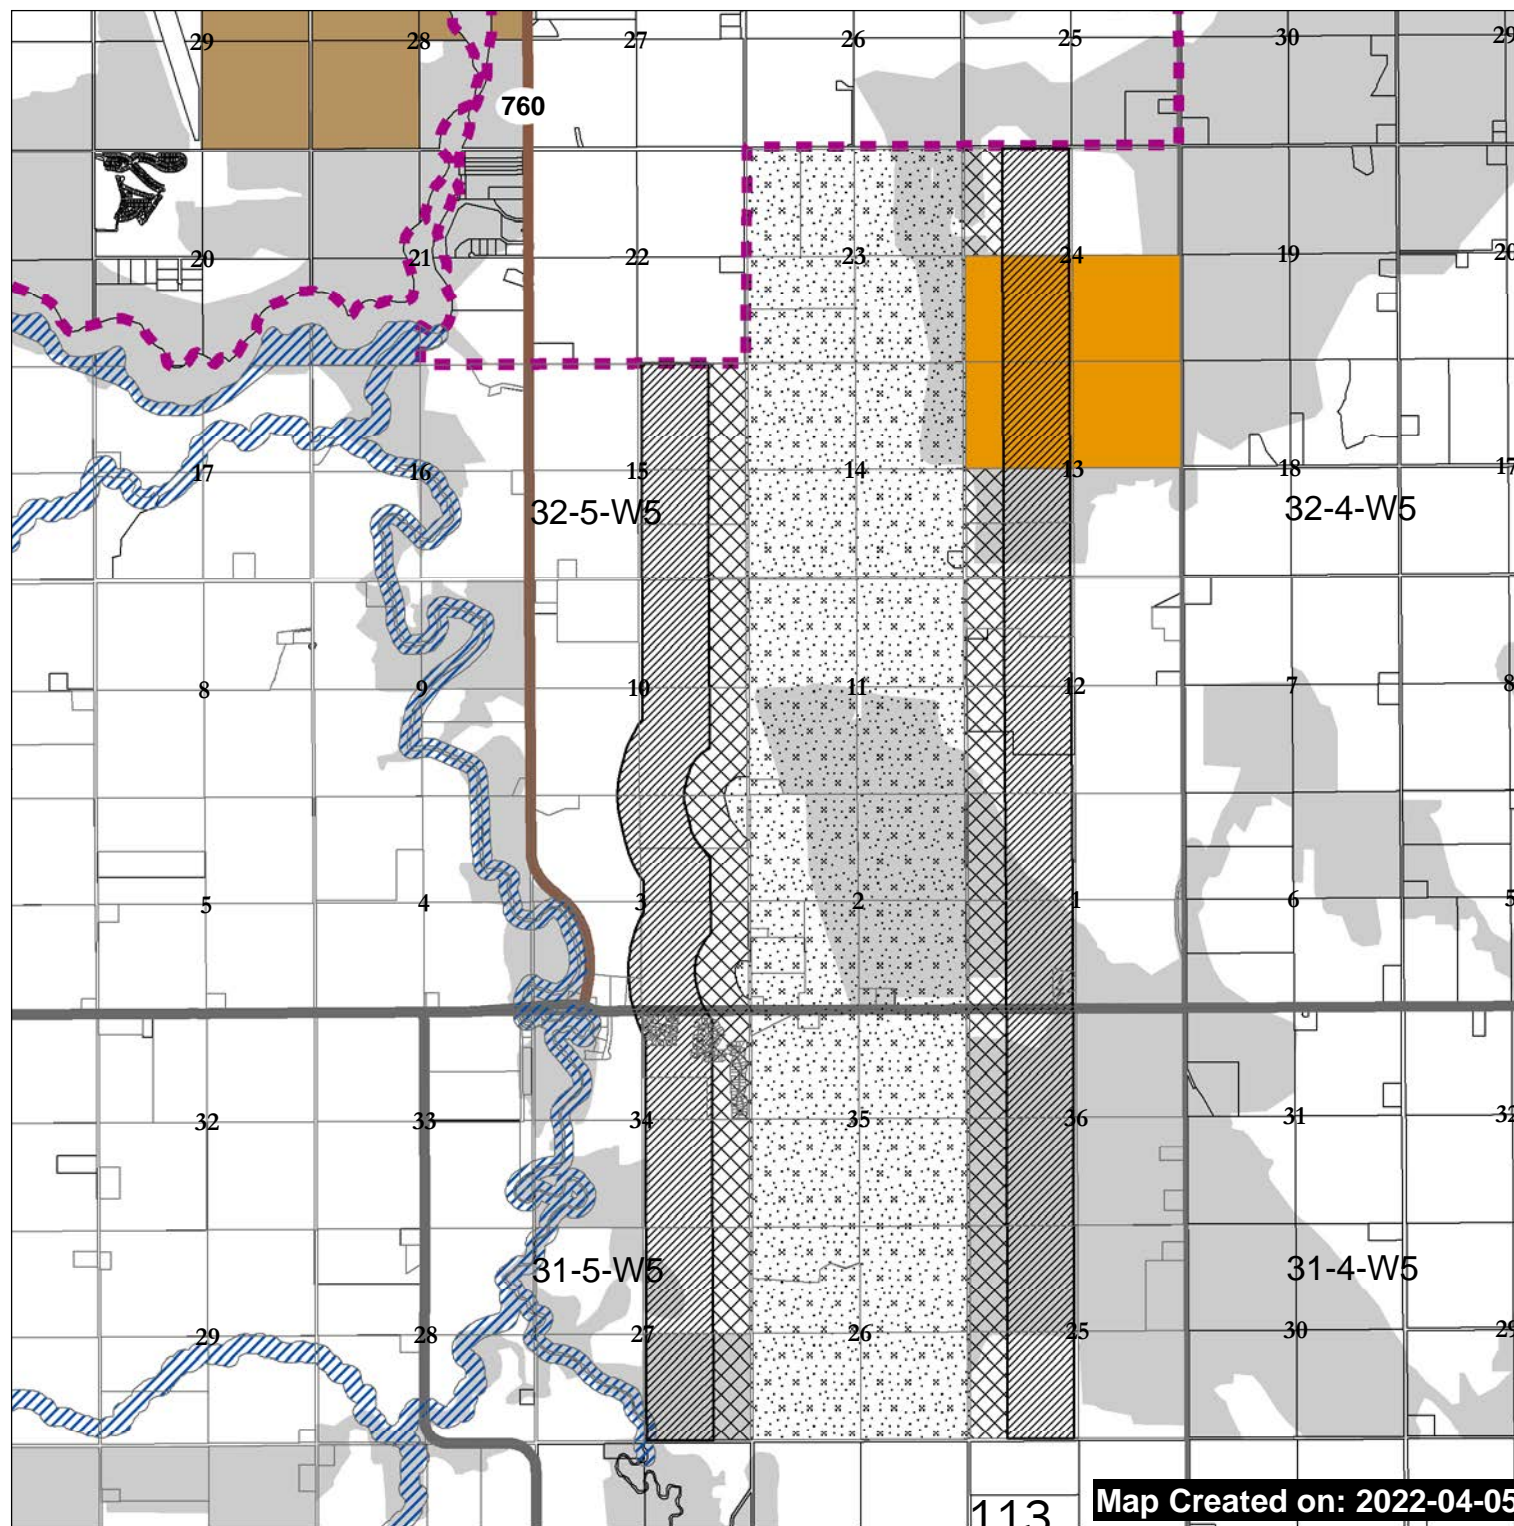 29 28 27 26 25 30 29
760
20 21 22 23 24 19 20
17 16 15 14 13 18 17
32-5-W5 32-4-W5
8 9 10 11 12 7 8
5 4 3 2 1 6 5
32 33 34 35 36 31 32
31-5-W5 31-4-W5
29 28 27 26 25 30 29
113
Map Created on: 2022-04-05